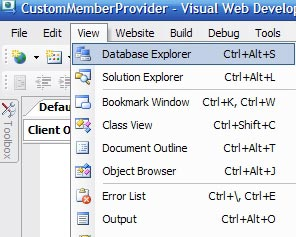 CustomMemberProvider - Visual Web Develo
File Edit View Website Build Debug Tools
Database Explorer Ctrl+Alt+S
Solution Explorer Ctrl+Alt+L
Bookmark Window Ctrl+K, Ctrl+W
Class View Ctrl+Shift+C
Document Outline Ctrl+Alt+T
Object Browser Ctrl+Alt+J
Error List Ctrl+\, Ctrl+E
Output Ctrl+Alt+O
Toolbox
Defau
Client O